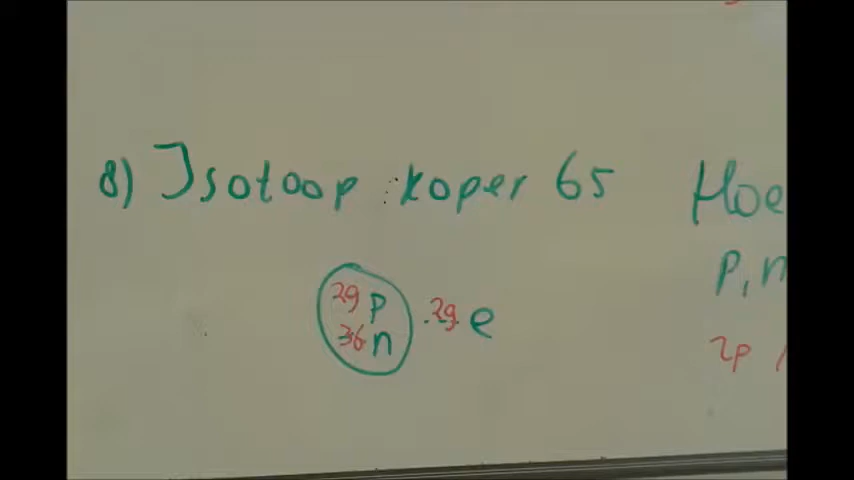 8) Isotoop koper 65
29 p
36 n
29 e
Hoe
p, n
2p